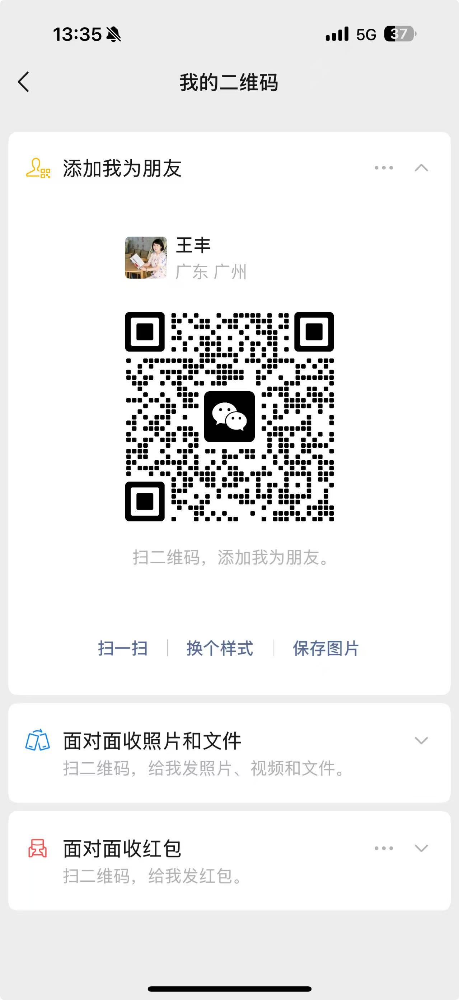 13:35 5G 37
我的二维码
添加我为朋友
王丰
广东 广州
扫二维码，添加我为朋友。
扫一扫 换个样式 保存图片
面对面收照片和文件
扫二维码，给我发照片、视频和文件。
面对面收红包
扫二维码，给我发红包。